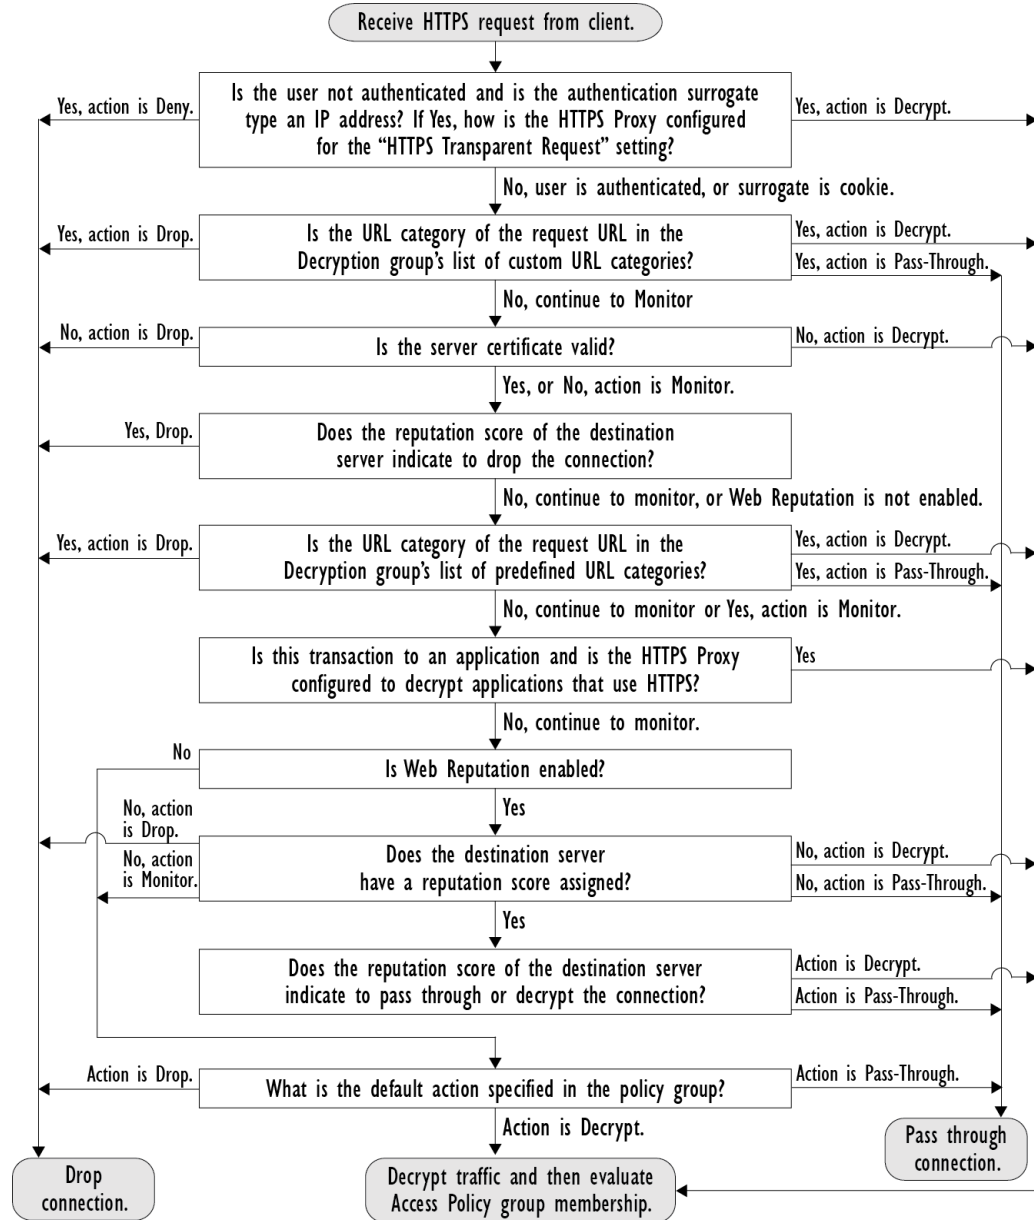 Receive HTTPS request from client.
Is the user not authenticated and is the authentication surrogate
type an IP address? If Yes, how is the HTTPS Proxy configured
for the “HTTPS Transparent Request” setting?
Yes, action is Deny.
Yes, action is Decrypt.
No, user is authenticated, or surrogate is cookie.
Yes, action is Drop.
Is the URL category of the request URL in the
Decryption group's list of custom URL categories?
Yes, action is Decrypt.
Yes, action is Pass-Through.
No, continue to Monitor
No, action is Drop.
Is the server certificate valid?
No, action is Decrypt.
Yes, or No, action is Monitor.
Yes, Drop.
Does the reputation score of the destination
server indicate to drop the connection?
No, continue to monitor, or Web Reputation is not enabled.
Yes, action is Drop.
Is the URL category of the request URL in the
Decryption group's list of predefined URL categories?
Yes, action is Decrypt.
Yes, action is Pass-Through.
No, continue to monitor or Yes, action is Monitor.
Is this transaction to an application and is the HTTPS Proxy
configured to decrypt applications that use HTTPS?
Yes
No, continue to monitor.
No
Is Web Reputation enabled?
Yes
No, action
is Drop.
No, action
is Monitor.
Does the destination server
have a reputation score assigned?
No, action is Decrypt.
No, action is Pass-Through.
Yes
Does the reputation score of the destination server
indicate to pass through or decrypt the connection?
Action is Decrypt.
Action is Pass-Through.
Action is Drop.
What is the default action specified in the policy group?
Action is Pass-Through.
Action is Decrypt.
Drop
connection.
Decrypt traffic and then evaluate
Access Policy group membership.
Pass through
connection.